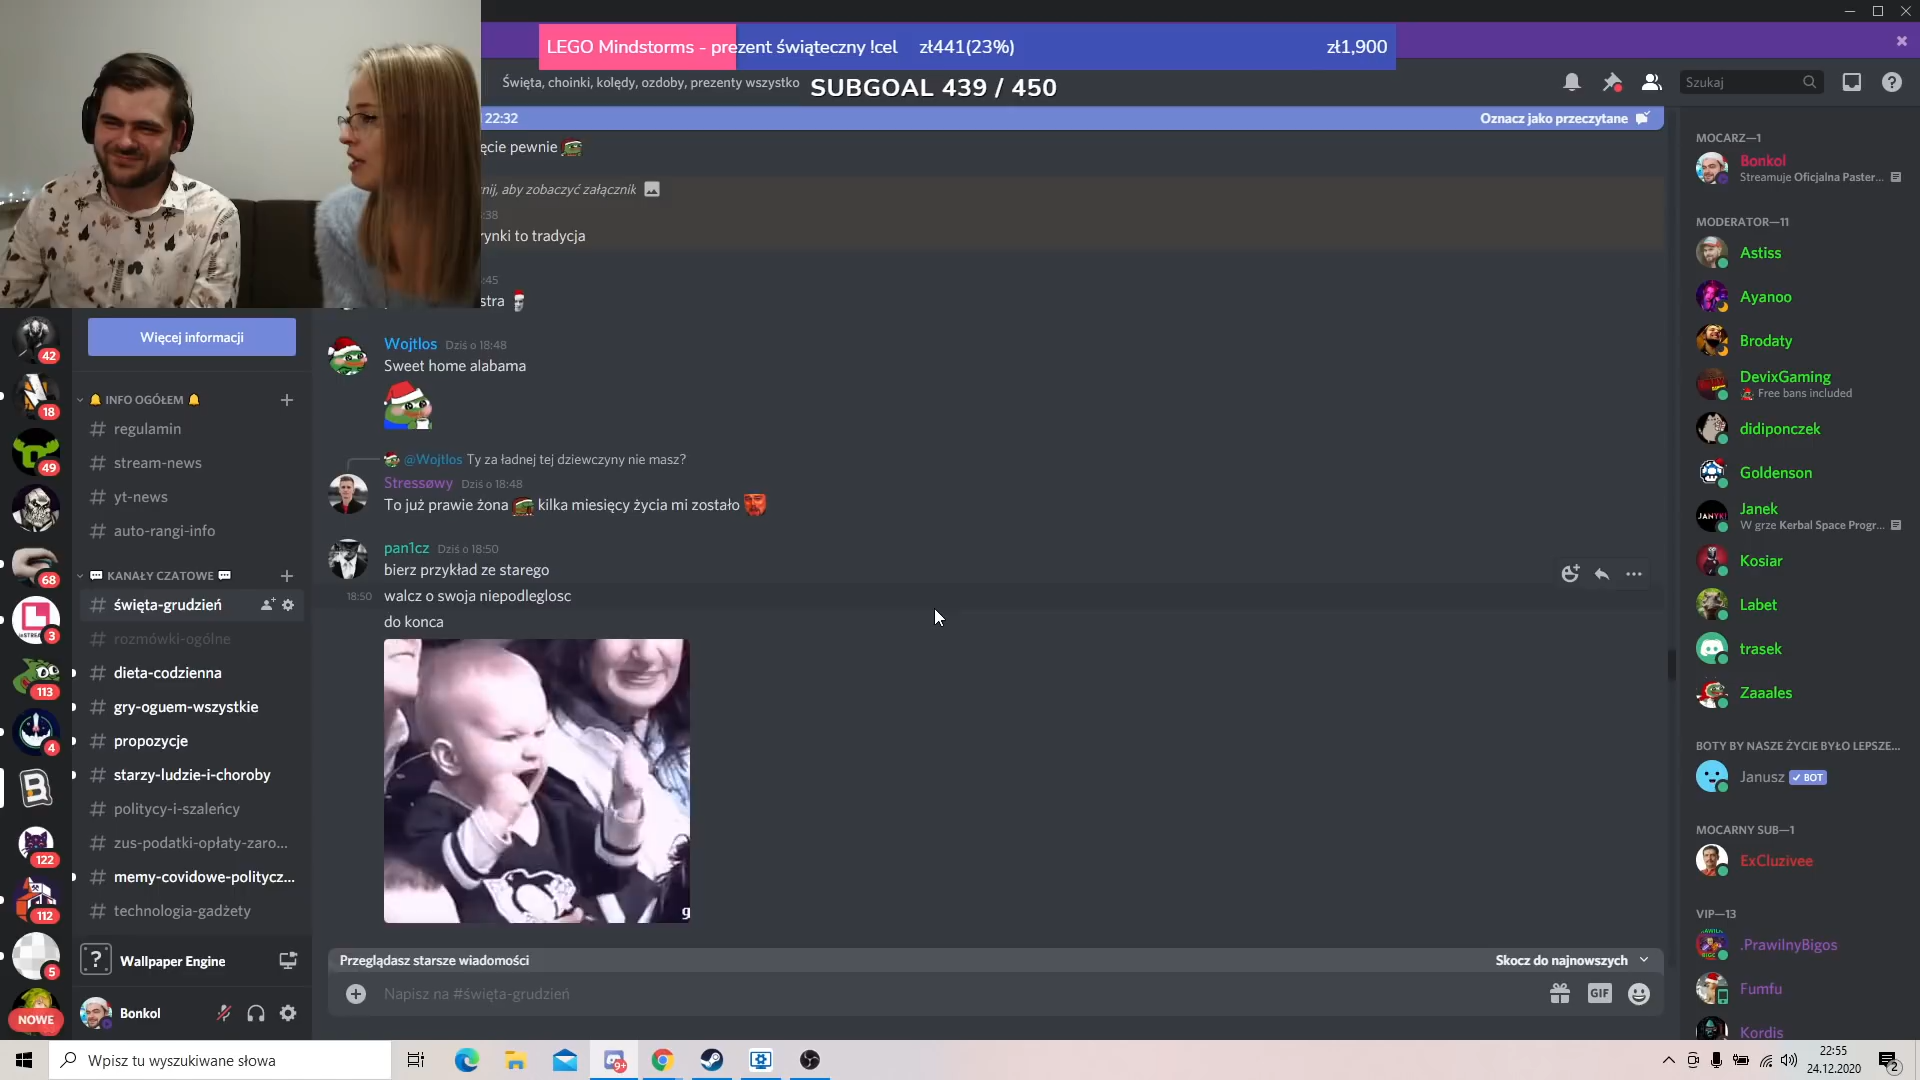 LEGO Mindstorms - prezent świąteczny !cel zł441(23%) zł1,900
Święta, choinki, kolędy, ozdoby, prezenty wszystko
SUBGOAL 439 / 450
Szukaj
22:32
Oznacz jako przeczytane
ęcie pewnie
nij, aby zobaczyć załącznik
:38
rynki to tradycja
:45
stra
Wojtlos Dziś o 18:48
Sweet home alabama
@Wojtlos Ty za ładnej tej dziewczyny nie masz?
Stressøwy Dziś o 18:48
To już prawie żona kilka miesięcy życia mi zostało
pan1cz Dziś o 18:50
bierz przykład ze starego
18:50 walcz o swoja niepodleglosc
do konca
g
Przeglądasz starsze wiadomości
Skocz do najnowszych
Napisz na #święta-grudzień
GIF
Więcej informacji
INFO OGÓŁEM
regulamin
stream-news
yt-news
auto-rangi-info
KANAŁY CZATOWE
święta-grudzień
rozmówki-ogólne
dieta-codzienna
gry-oguem-wszystkie
propozycje
starzy-ludzie-i-choroby
politycy-i-szaleńcy
zus-podatki-opłaty-zaro...
memy-covidowe-politycz...
technologia-gadżety
Wallpaper Engine
Bonkol
42
18
49
68
3
113
4
122
112
5
NOWE
MOCARZ—1
Bonkol
Streamuje Oficjalna Paster...
MODERATOR—11
Astiss
Ayanoo
Brodaty
DevixGaming
Free bans included
didiponczek
Goldenson
Janek
W grze Kerbal Space Progr...
Kosiar
Labet
trasek
Zaaales
BOTY BY NASZE ŻYCIE BYŁO LEPSZE...
Janusz BOT
MOCARNY SUB—1
ExCluzivee
VIP—13
.PrawilnyBigos
Fumfu
Kordis
Wpisz tu wyszukiwane słowa
9+
22:55
24.12.2020
2